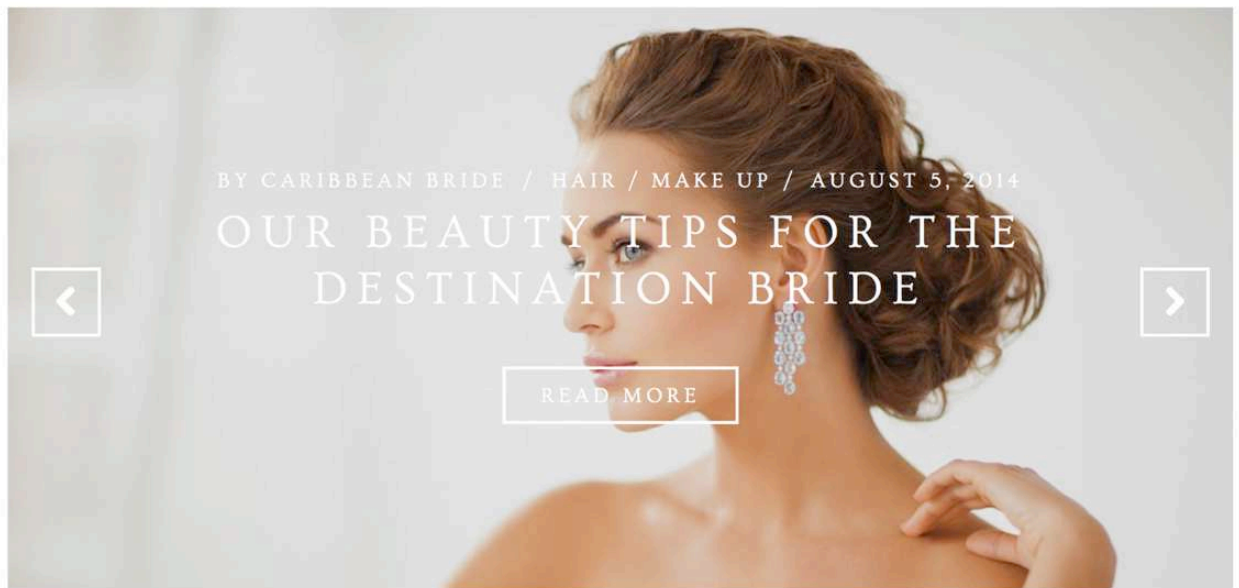 BY CARIBBEAN BRIDE / HAIR / MAKE UP / AUGUST 5, 2014
OUR BEAUTY TIPS FOR THE
DESTINATION BRIDE
READ MORE